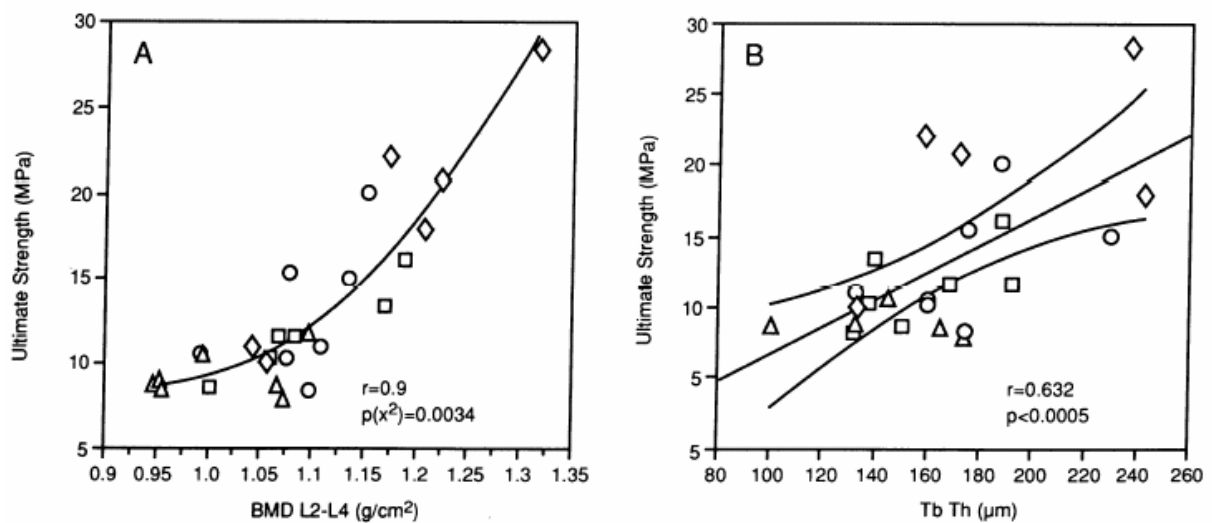 A
30
25
20
15
10
5
Ultimate Strength (MPa)
r=0.9
p(x²)=0.0034
0.9 0.95 1.0 1.05 1.1 1.15 1.20 1.25 1.3 1.35
BMD L2-L4 (g/cm²)
B
30
25
20
15
10
5
5
Ultimate Strength (IMPa)
r=0.632
p<0.0005
80 100 120 140 160 180 200 220 240 260
Tb Th (µm)